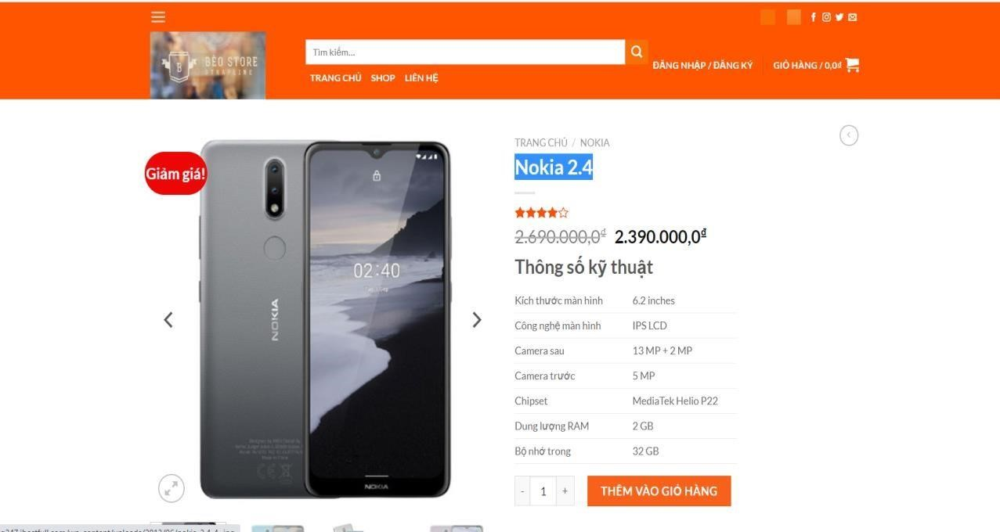 BÈO STORE
STRAPLINE
B
Tìm kiếm...
TRANG CHỦ SHOP LIÊN HỆ
ĐĂNG NHẬP / ĐĂNG KÝ
GIỎ HÀNG / 0,0₫
Giảm giá!
NOKIA
02:40
NOKIA
TRANG CHỦ / NOKIA
Nokia 2.4
2.690.000,0₫ 2.390.000,0₫
Thông số kỹ thuật
Kích thước màn hình 6.2 inches
Công nghệ màn hình IPS LCD
Camera sau 13 MP + 2 MP
Camera trước 5 MP
Chipset MediaTek Helio P22
Dung lượng RAM 2 GB
Bộ nhớ trong 32 GB
- 1 +
THÊM VÀO GIỎ HÀNG